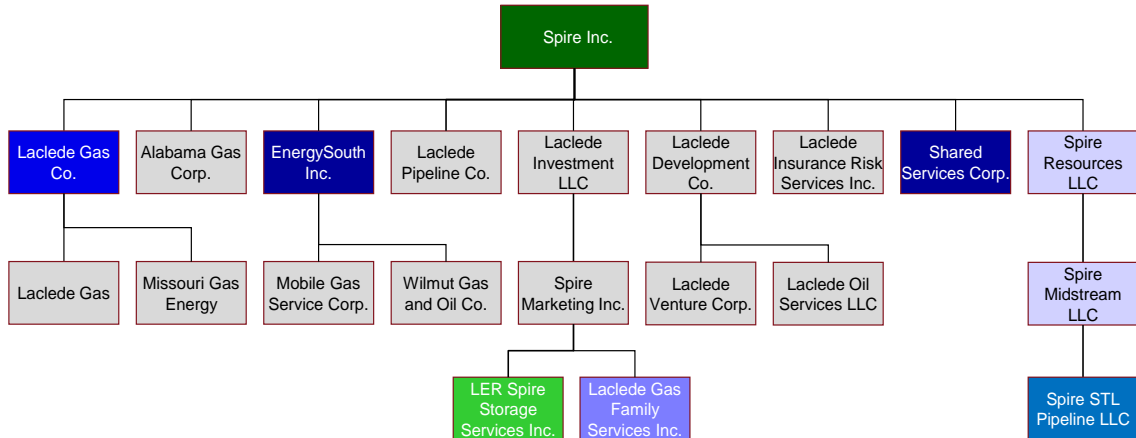 Spire Inc.
Laclede Gas
Co.
Alabama Gas
Corp.
EnergySouth
Inc.
Laclede
Pipeline Co.
Laclede
Investment
LLC
Laclede
Development
Co.
Laclede
Insurance Risk
Services Inc.
Shared
Services Corp.
Spire
Resources
LLC
Laclede Gas
Missouri Gas
Energy
Mobile Gas
Service Corp.
Wilmut Gas
and Oil Co.
Spire
Marketing Inc.
Laclede
Venture Corp.
Laclede Oil
Services LLC
Spire
Midstream
LLC
LER Spire
Storage
Services Inc.
Laclede Gas
Family
Services Inc.
Spire STL
Pipeline LLC